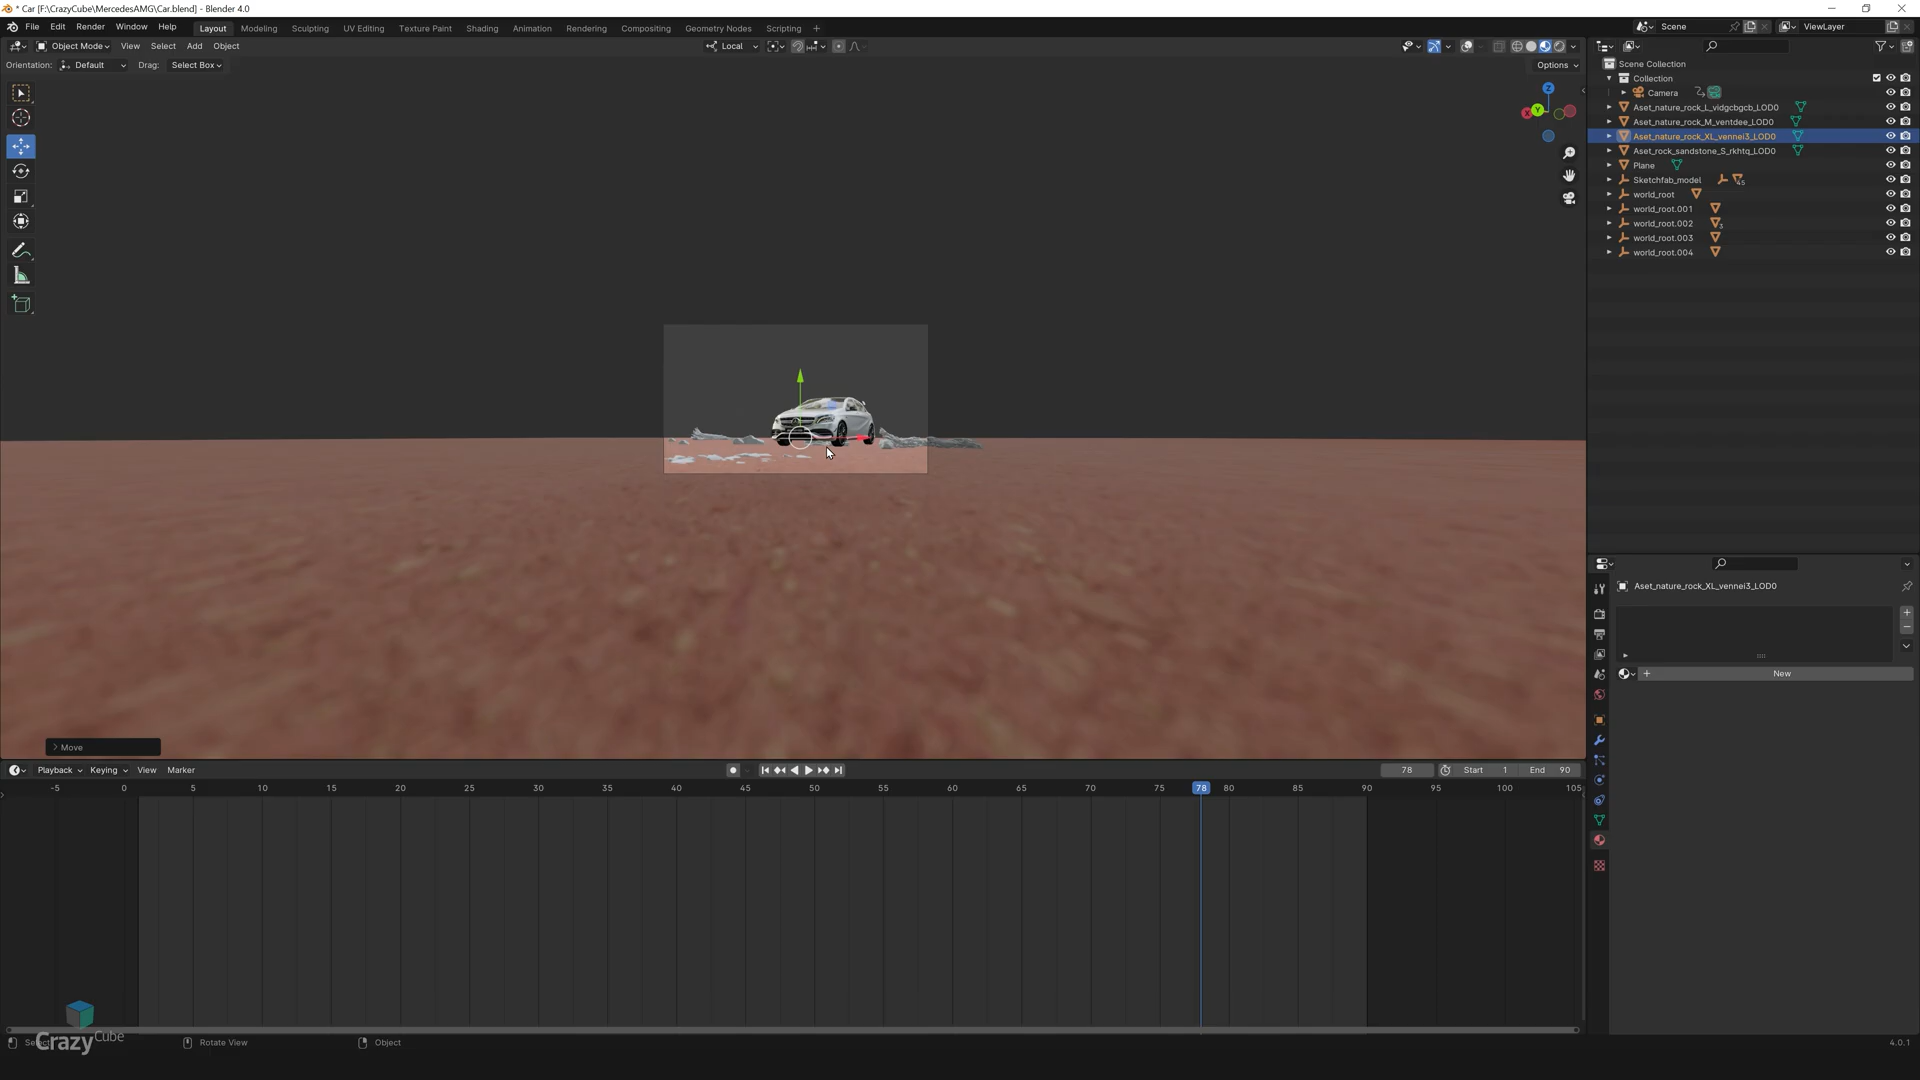 * Car [F:\CrazyCube\MercedesAMG\Car.blend] - Blender 4.0
File Edit Render Window Help Layout Modeling Sculpting UV Editing Texture Paint Shading Animation Rendering Compositing Geometry Nodes Scripting + Scene ViewLayer
Object Mode View Select Add Object Local
Orientation: Default Drag: Select Box Options
Z
Y
X
Scene Collection
Collection
Camera
Aset_nature_rock_L_vidgcbgcb_LOD0
Aset_nature_rock_M_ventdee_LOD0
Aset_nature_rock_XL_vennei3_LOD0
Aset_rock_sandstone_S_rkhtq_LOD0
Plane
Sketchfab_model 45
world_root
world_root.001
world_root.002 3
world_root.003
world_root.004
Aset_nature_rock_XL_vennei3_LOD0
+ New
> Move
Playback Keying View Marker 78 Start 1 End 90
-5 0 5 10 15 20 25 30 35 40 45 50 55 60 65 70 75 78 80 85 90 95 100 105
CrazyCube
Select Rotate View Object 4.0.1